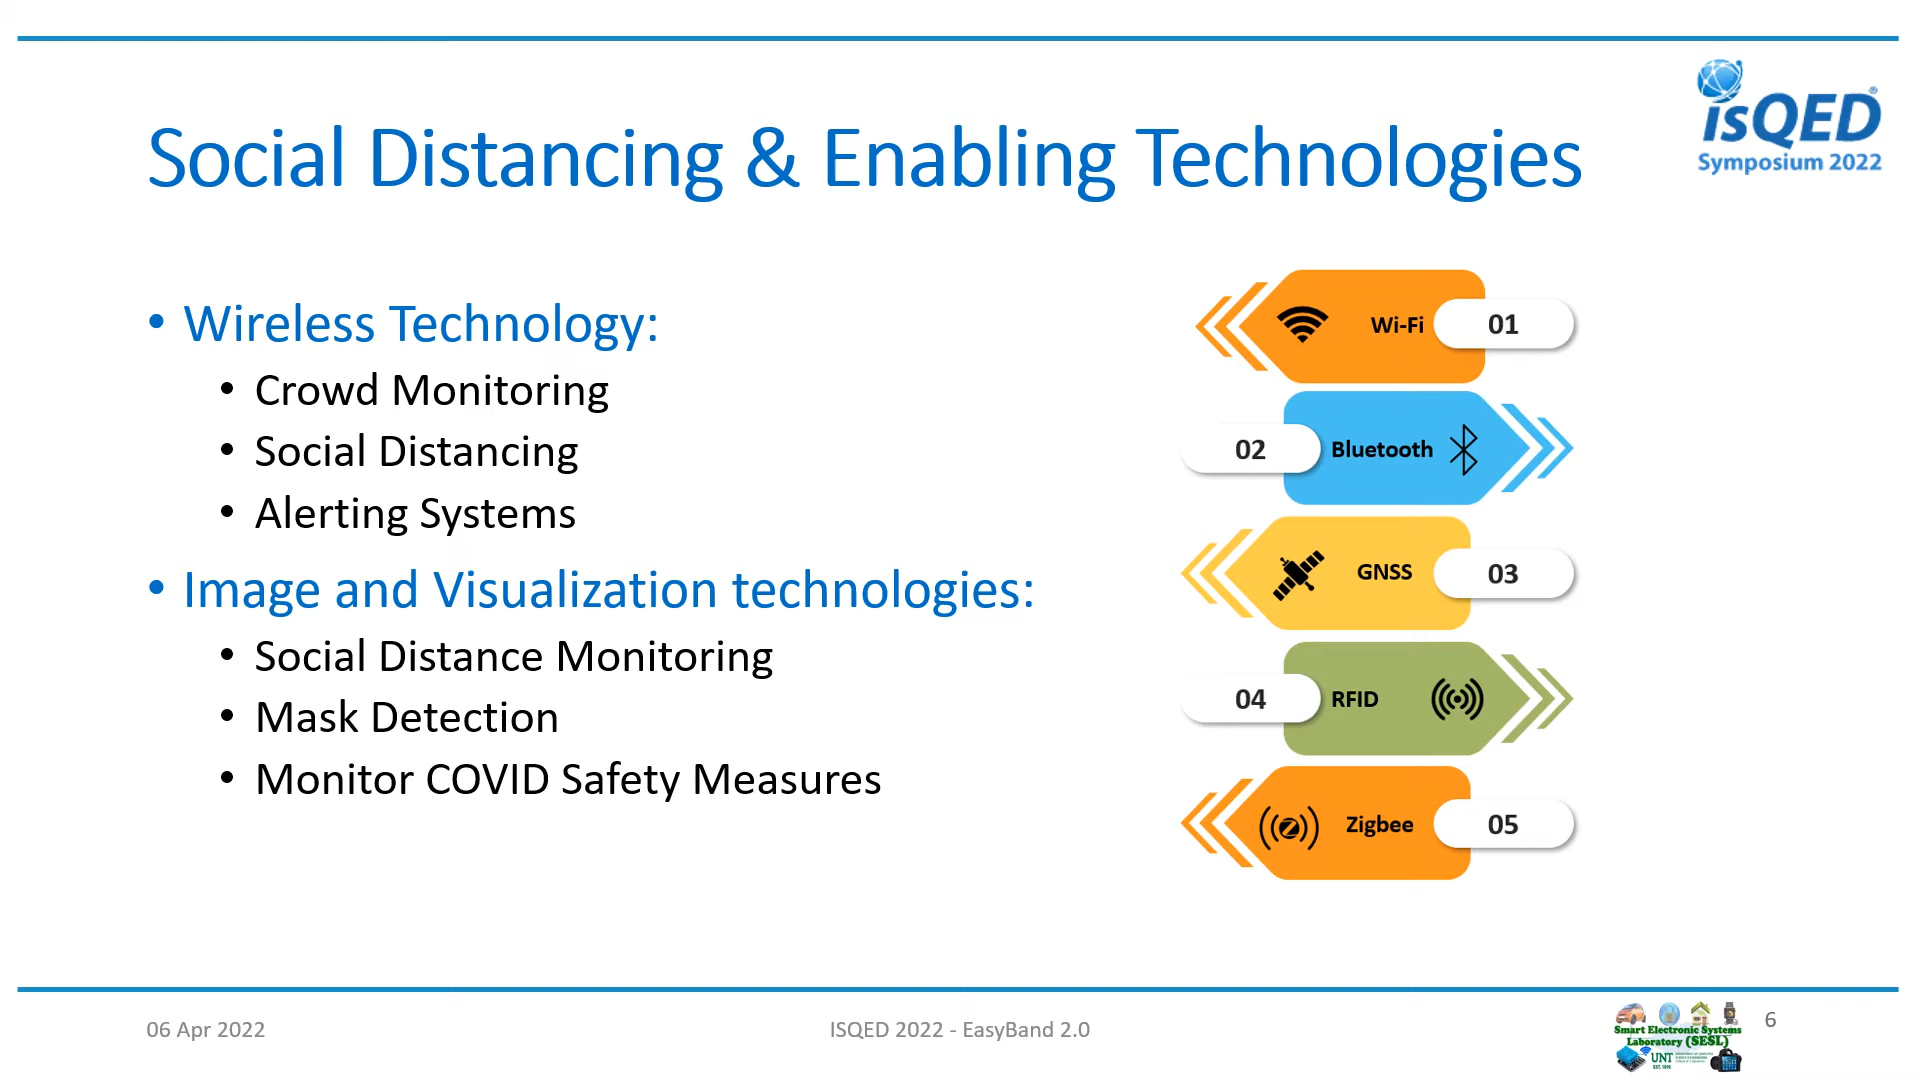 isQED
Symposium 2022
Social Distancing & Enabling Technologies
• Wireless Technology:
• Crowd Monitoring
• Social Distancing
• Alerting Systems
• Image and Visualization technologies:
• Social Distance Monitoring
• Mask Detection
• Monitor COVID Safety Measures
Wi-Fi 01
02 Bluetooth
GNSS 03
04 RFID
Zigbee 05
06 Apr 2022
ISQED 2022 - EasyBand 2.0
Smart Electronic Systems
Laboratory (SESL)
UNT
EST. 1890
6